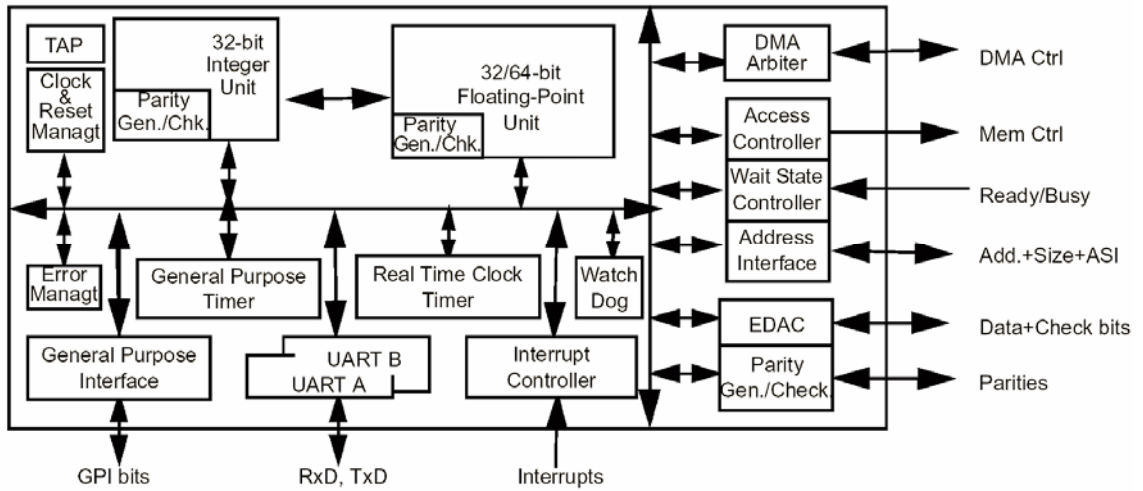 TAP
Clock
&
Reset
Managt
32-bit
Integer
Unit
Parity
Gen./Chk.
32/64-bit
Floating-Point
Unit
Parity
Gen./Chk.
DMA
Arbiter
DMA Ctrl
Access
Controller
Mem Ctrl
Wait State
Controller
Ready/Busy
Address
Interface
Add.+Size+ASI
Error
Managt
General Purpose
Timer
Real Time Clock
Timer
Watch
Dog
EDAC
Data+Check bits
Parity
Gen./Check.
Parities
General Purpose
Interface
UART B
UART A
Interrupt
Controller
GPI bits
RxD, TxD
Interrupts